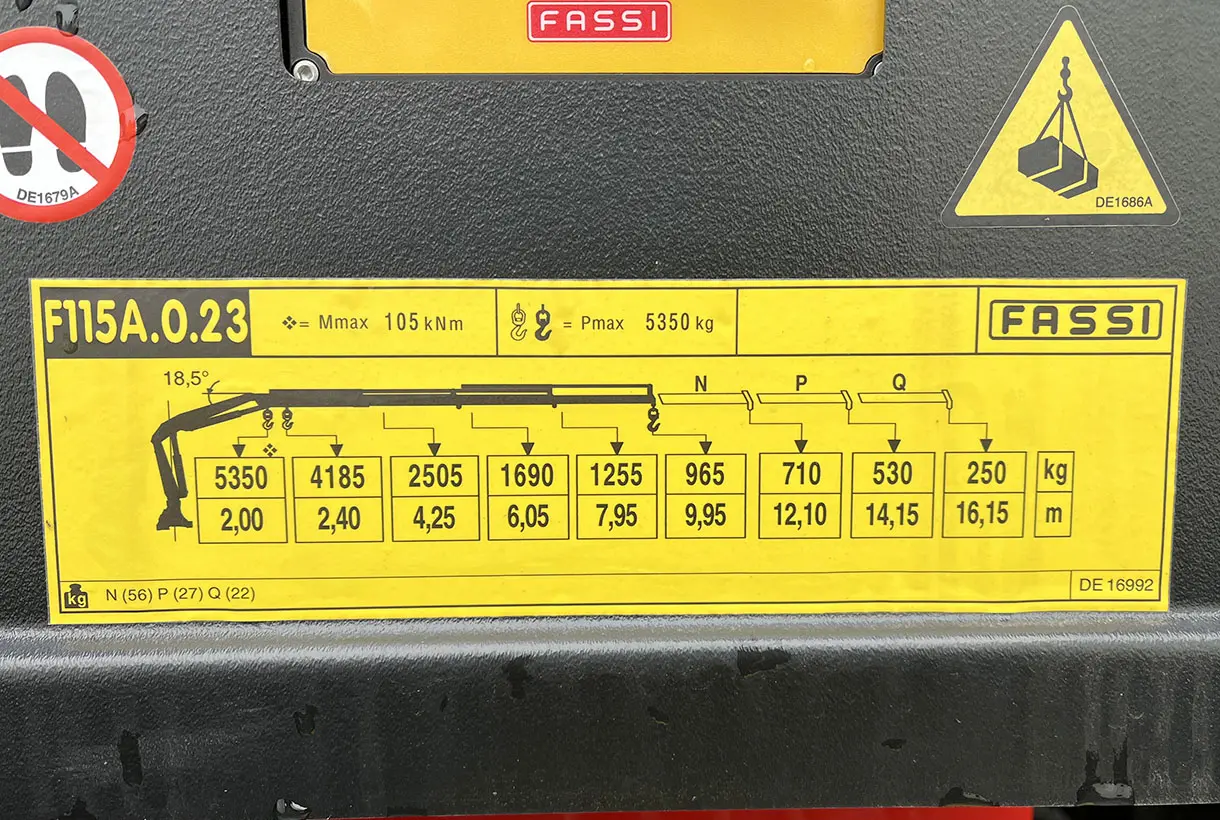 FASSI
DE1679A
DE1686A
F115A.0.23
❖= Mmax 105 kNm
= Pmax 5350 kg
FASSI
18,5°
N P Q
❖
5350 4185 2505 1690 1255 965 710 530 250 kg
2,00 2,40 4,25 6,05 7,95 9,95 12,10 14,15 16,15 m
kg N (56) P (27) Q (22)
DE 16992